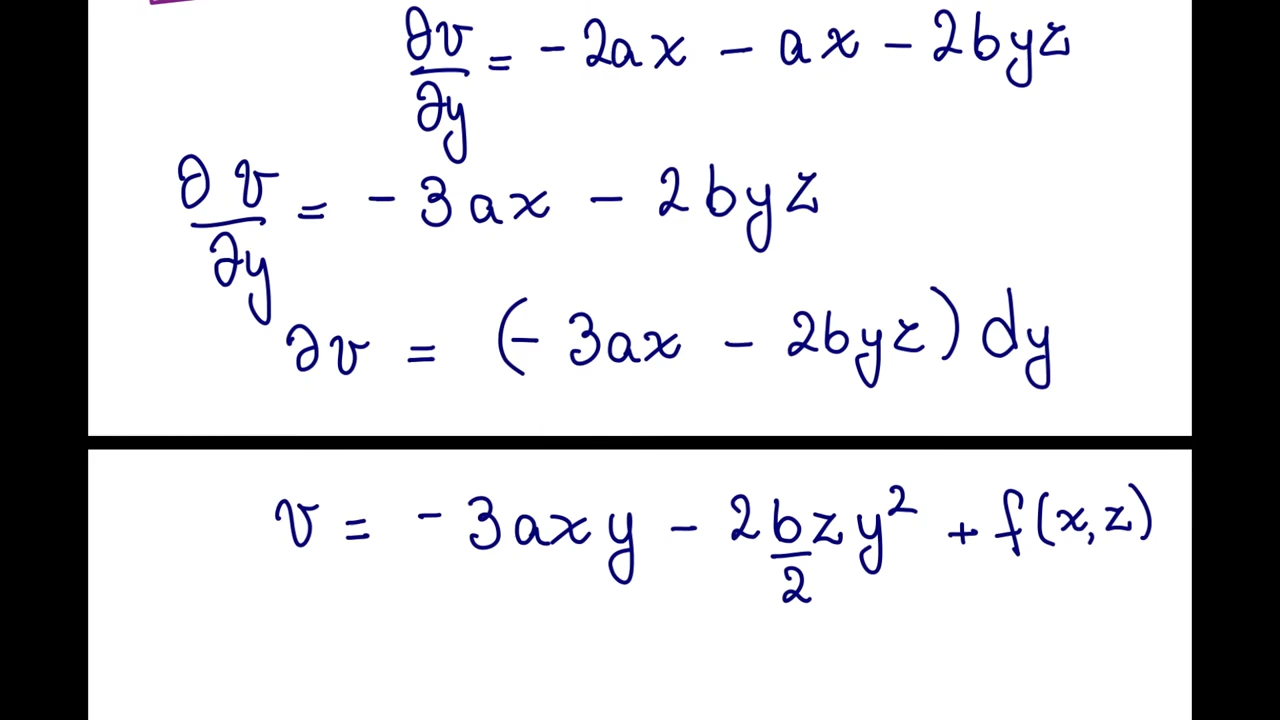 ∂v/∂y = -2ax - ax - 2byz
∂v/∂y = -3ax - 2byz
∂v = (-3ax - 2byz) dy
v = -3axy - 2b/2 zy² + f(x,z)